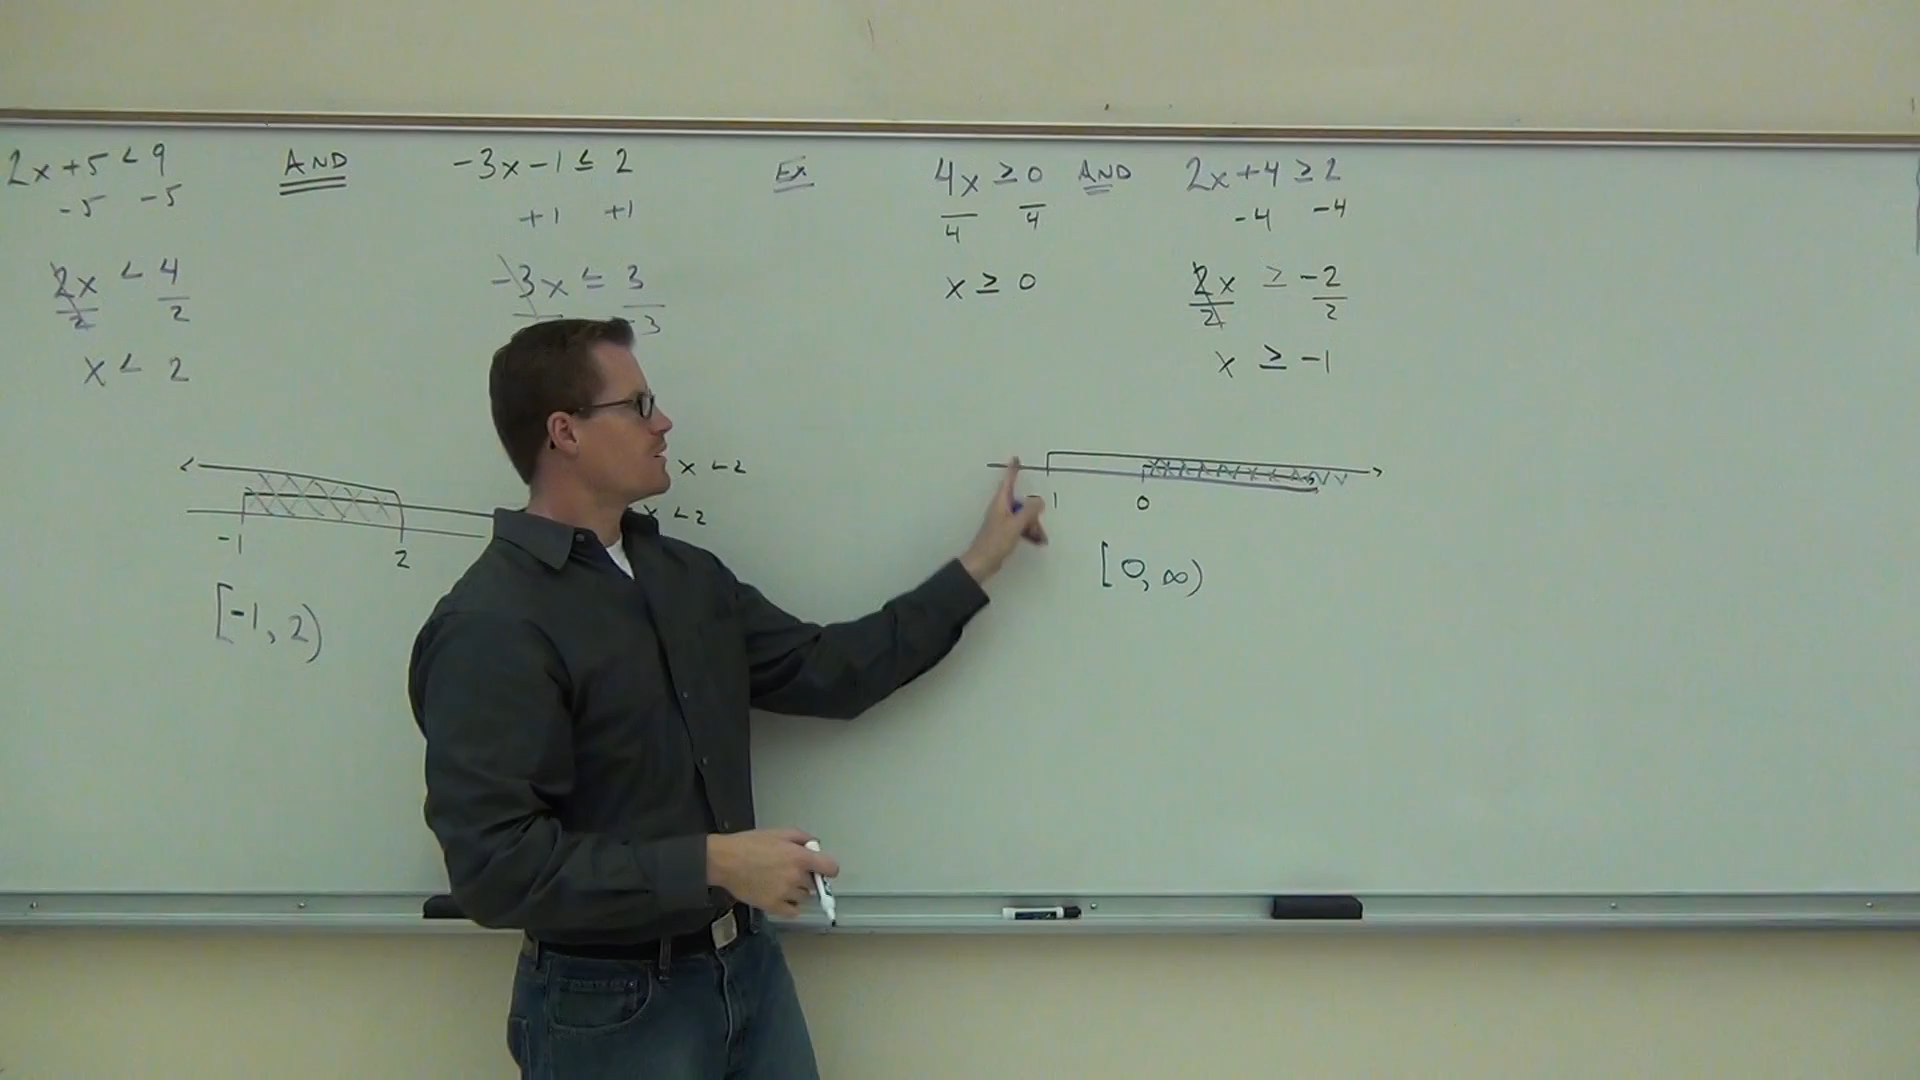 2x+5<9 AND -3x-1≤2
-5 -5 +1 +1
2x < 4 -3x ≤ 3
2 2 -3
x < 2
x < 2
x < 2
-1 2
[-1, 2)
Ex 4x ≥ 0 AND 2x+4 ≥ 2
4 4 -4 -4
x ≥ 0 2x ≥ -2
2 2
x ≥ -1
-1 0
[0, ∞)